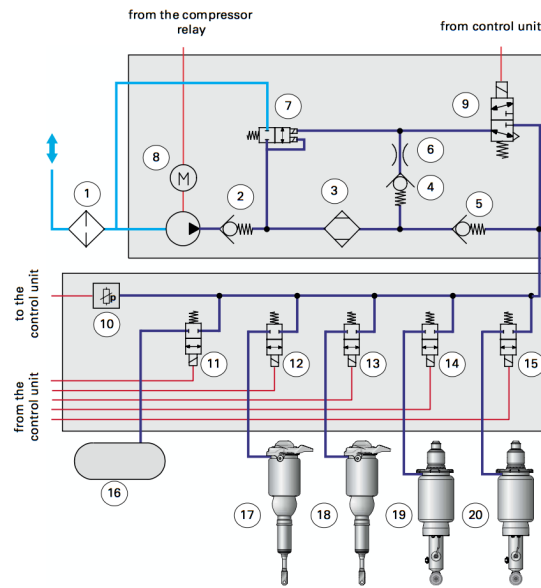 from the compressor
relay
from control unit
7
9
8
M
6
1
2
3
4
5
to the
control unit
p
10
11
12
13
14
15
from the
control unit
16
17
18
19
20